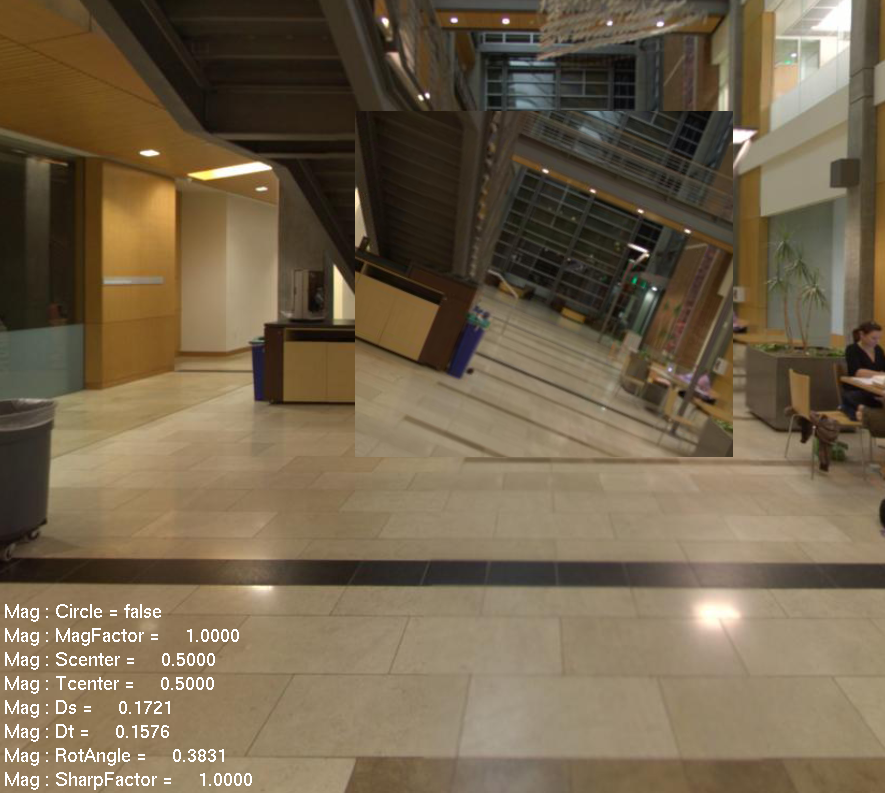 Mag : Circle = false
Mag : MagFactor = 1.0000
Mag : Scenter = 0.5000
Mag : Tcenter = 0.5000
Mag : Ds = 0.1721
Mag : Dt = 0.1576
Mag : RotAngle = 0.3831
Mag : SharpFactor = 1.0000